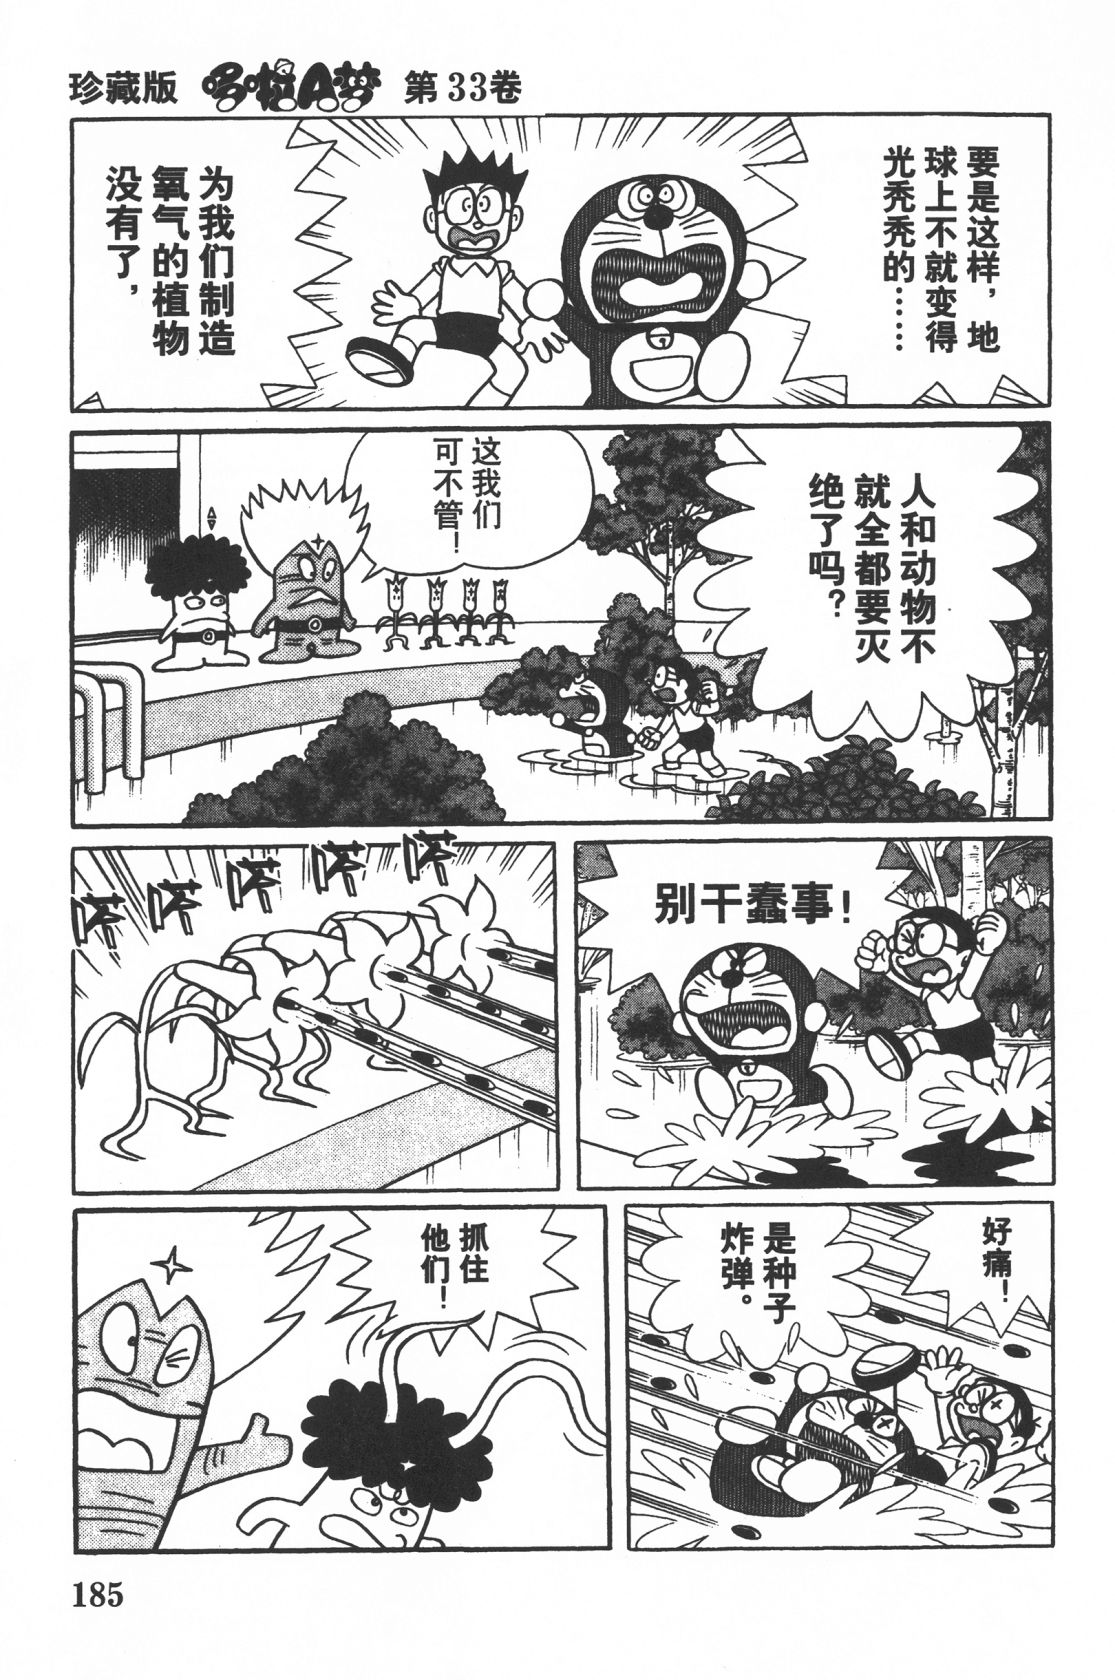 珍藏版 哆啦A梦 第33卷
要是这样，地
球上不就变得
光秃秃的……
为我们制造
氧气的植物
没有了，
人和动物不
就全都要灭
绝了吗？
这我们
可不管！
别干蠢事！
嗒
嗒
嗒
嗒
嗒
好痛！
是种子
炸弹。
抓住
他们！
185